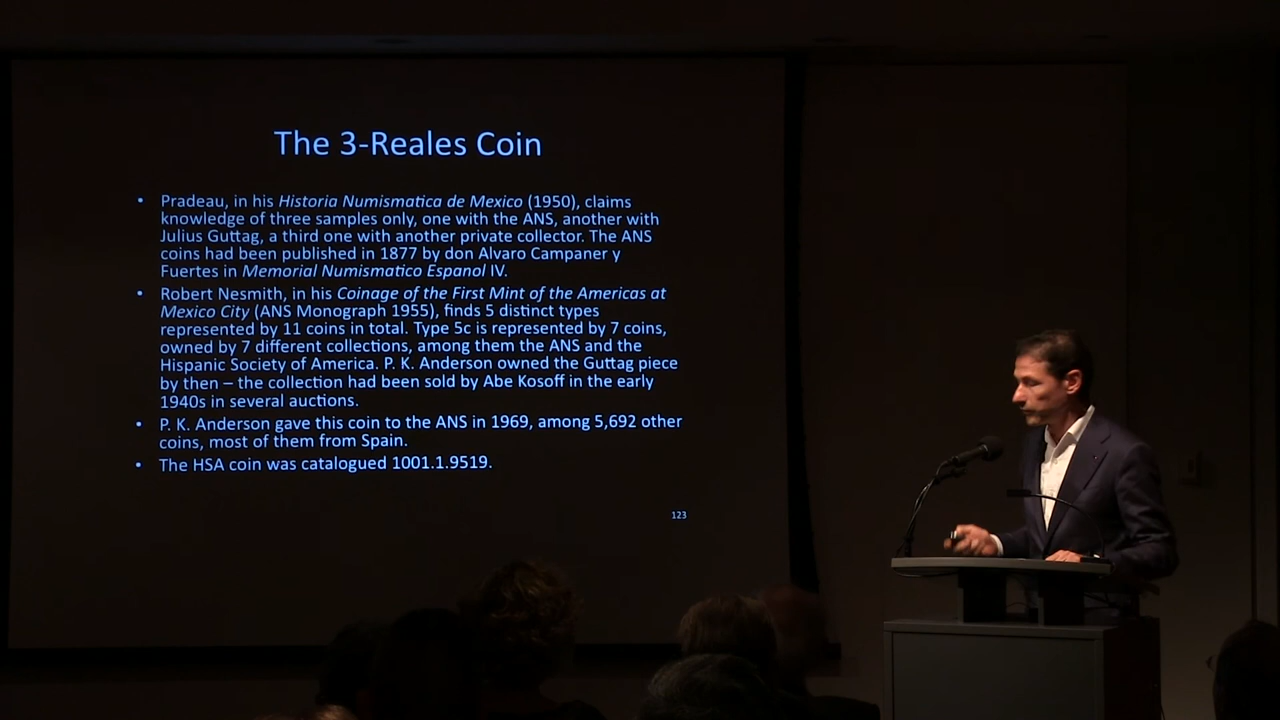 The 3-Reales Coin
• Pradeau, in his Historia Numismatica de Mexico (1950), claims
knowledge of three samples only, one with the ANS, another with
Julius Guttag, a third one with another private collector. The ANS
coins had been published in 1877 by don Alvaro Campaner y
Fuertes in Memorial Numismatico Espanol IV.
• Robert Nesmith, in his Coinage of the First Mint of the Americas at
Mexico City (ANS Monograph 1955), finds 5 distinct types
represented by 11 coins in total. Type 5c is represented by 7 coins,
owned by 7 different collections, among them the ANS and the
Hispanic Society of America. P. K. Anderson owned the Guttag piece
by then – the collection had been sold by Abe Kosoff in the early
1940s in several auctions.
• P. K. Anderson gave this coin to the ANS in 1969, among 5,692 other
coins, most of them from Spain.
• The HSA coin was catalogued 1001.1.9519.
123